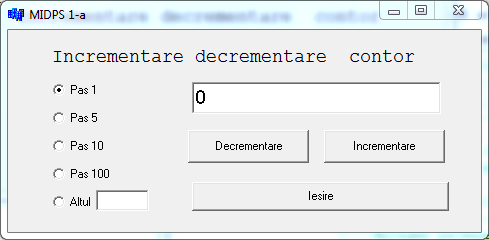 MIDPS 1-a
Incrementare decrementare contor
Pas 1
0
Pas 5
Pas 10
Decrementare
Incrementare
Pas 100
Altul
Iesire